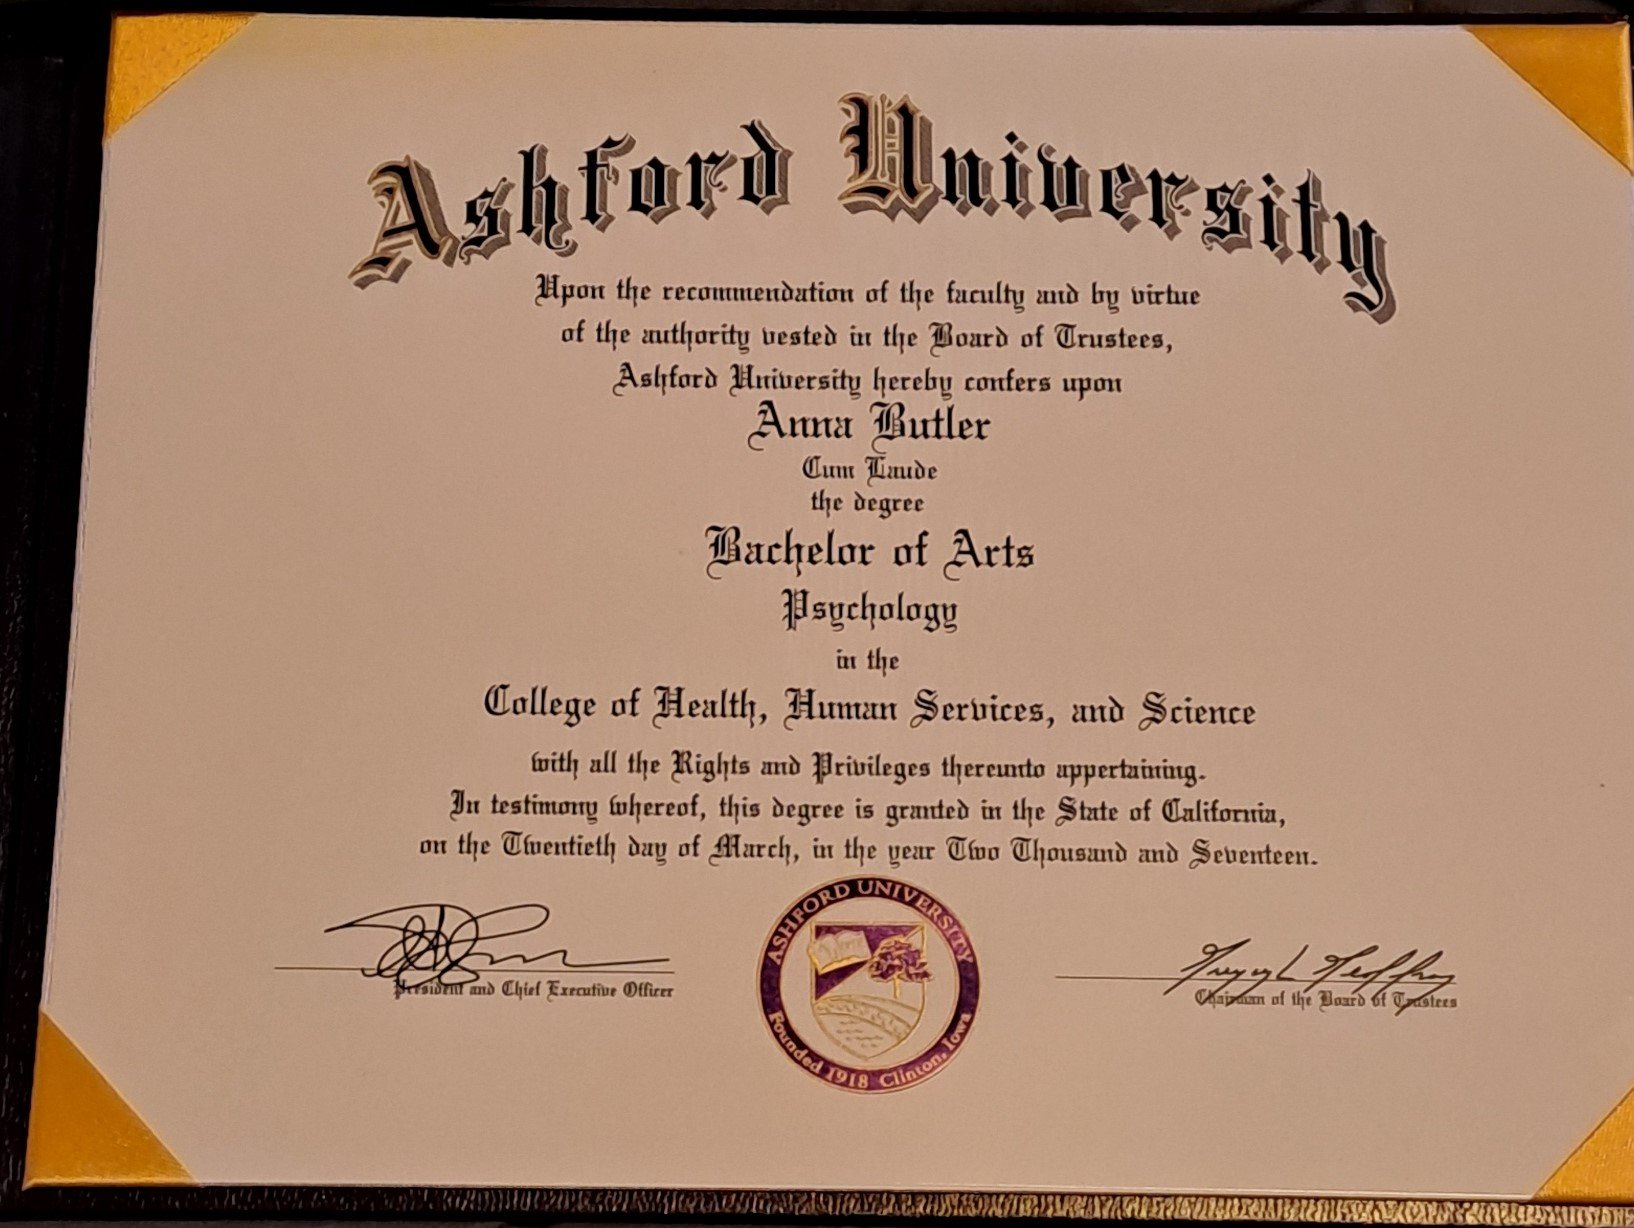 Ashford University
Upon the recommendation of the faculty and by virtue
of the authority vested in the Board of Trustees,
Ashford University hereby confers upon
Anna Butler
Cum Laude
the degree
Bachelor of Arts
Psychology
in the
College of Health, Human Services, and Science
with all the Rights and Privileges thereunto appertaining.
In testimony whereof, this degree is granted in the State of California,
on the Twentieth day of March, in the year Two Thousand and Seventeen.
President and Chief Executive Officer
ASHFORD UNIVERSITY
Founded 1918 Clinton, Iowa
Chairman of the Board of Trustees